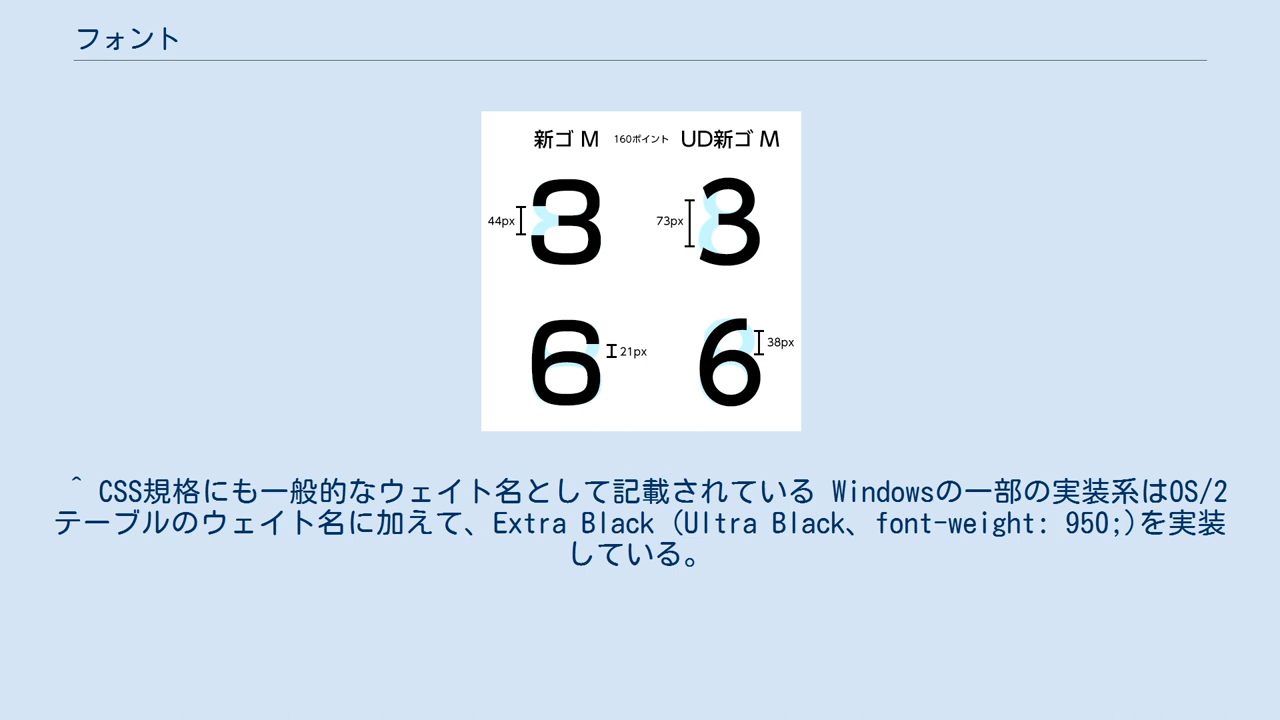 フォント
新ゴ M 160ポイント UD新ゴ M
44px 3 73px 3
6 21px 6 38px
^ CSS規格にも一般的なウェイト名として記載されている Windowsの一部の実装系はOS/2
テーブルのウェイト名に加えて、Extra Black (Ultra Black、font-weight: 950;)を実装
している。